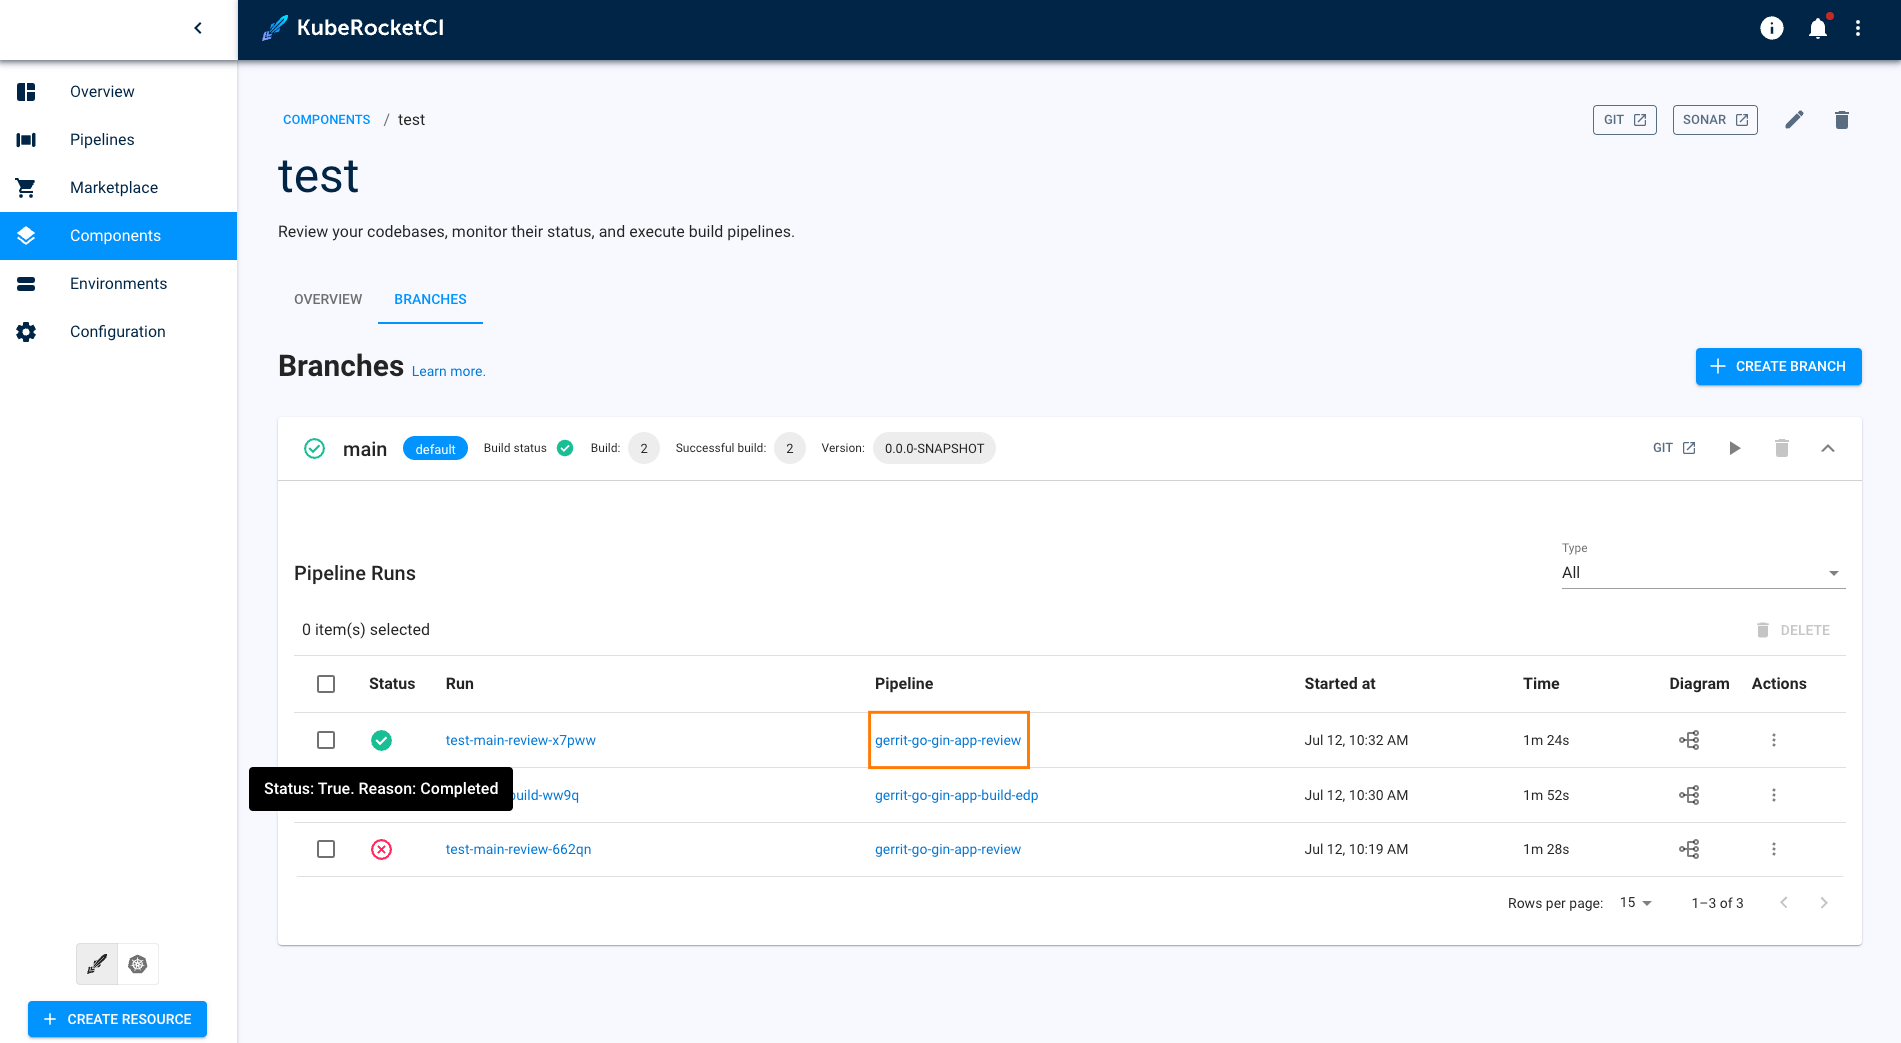 KubeRocketCI
Overview
Pipelines
Marketplace
Components
Environments
Configuration
CREATE RESOURCE
COMPONENTS / test
GIT
SONAR
test
Review your codebases, monitor their status, and execute build pipelines.
OVERVIEW
BRANCHES
Branches Learn more.
CREATE BRANCH
main default Build status Build: 2 Successful build: 2 Version: 0.0.0-SNAPSHOT GIT
Pipeline Runs
Type
All
0 item(s) selected
DELETE
Status Run Pipeline Started at Time Diagram Actions
test-main-review-x7pww gerrit-go-gin-app-review Jul 12, 10:32 AM 1m 24s
Status: True. Reason: Completed
build-ww9q gerrit-go-gin-app-build-edp Jul 12, 10:30 AM 1m 52s
test-main-review-662qn gerrit-go-gin-app-review Jul 12, 10:19 AM 1m 28s
Rows per page: 15 1–3 of 3